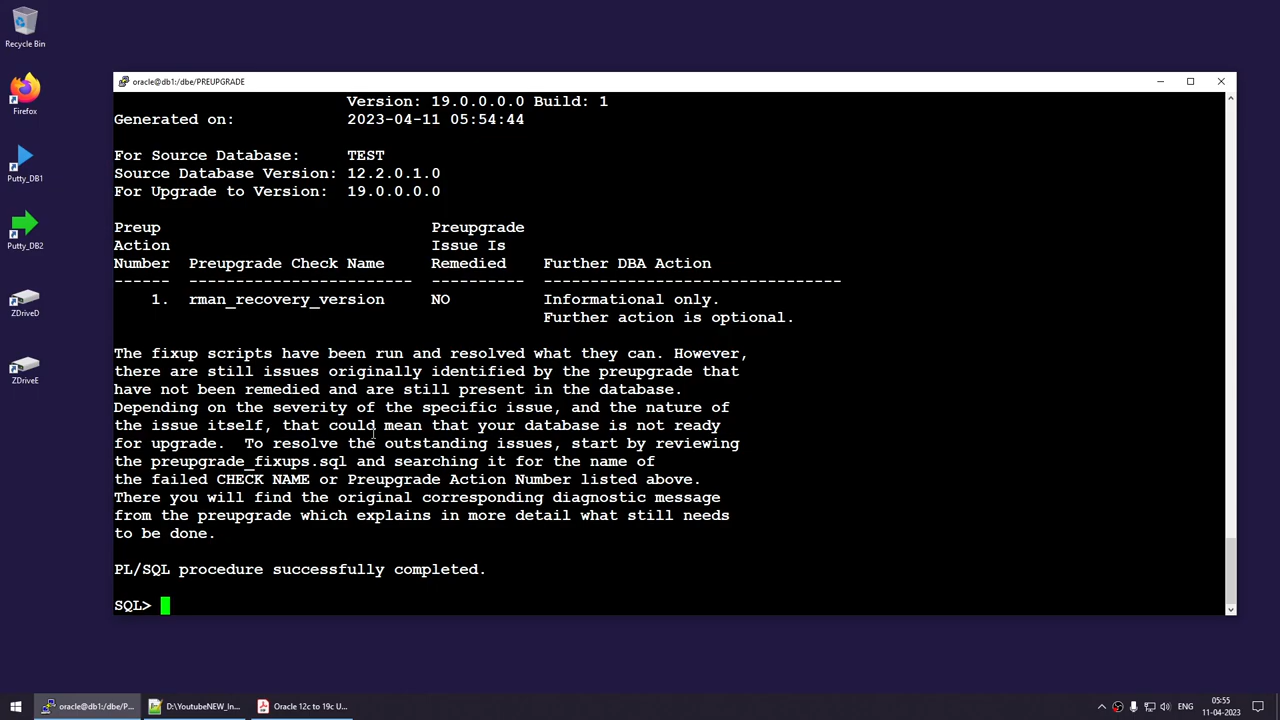 Recycle Bin
Firefox
Putty_DB1
Putty_DB2
ZDriveD
ZDriveE
oracle@db1:/dbe/PREUPGRADE
Version: 19.0.0.0.0 Build: 1
Generated on: 2023-04-11 05:54:44
For Source Database: TEST
Source Database Version: 12.2.0.1.0
For Upgrade to Version: 19.0.0.0.0
Preup Preupgrade
Action Issue Is
Number Preupgrade Check Name Remedied Further DBA Action
------ ------------------------ ---------- --------------------------------
1. rman_recovery_version NO Informational only.
Further action is optional.
The fixup scripts have been run and resolved what they can. However,
there are still issues originally identified by the preupgrade that
have not been remedied and are still present in the database.
Depending on the severity of the specific issue, and the nature of
the issue itself, that could mean that your database is not ready
for upgrade. To resolve the outstanding issues, start by reviewing
the preupgrade_fixups.sql and searching it for the name of
the failed CHECK NAME or Preupgrade Action Number listed above.
There you will find the original corresponding diagnostic message
from the preupgrade which explains in more detail what still needs
to be done.
PL/SQL procedure successfully completed.
SQL>
oracle@db1:/dbe/P...
D:\YoutubeNEW_In...
Oracle 12c to 19c U...
ENG
05:55
11-04-2023